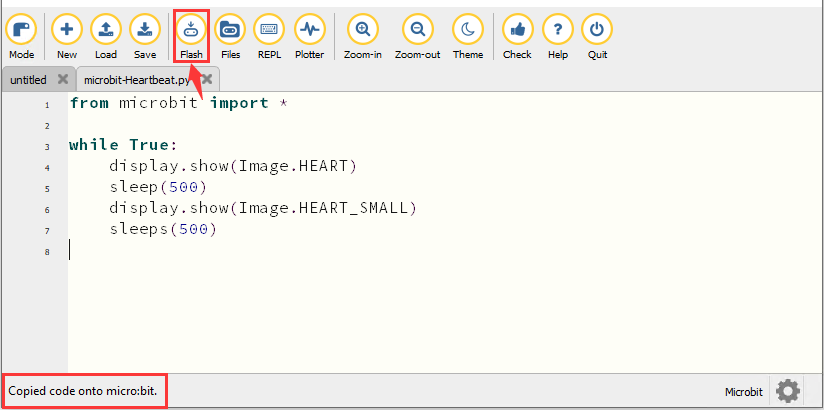 Mode New Load Save Flash Files REPL Plotter Zoom-in Zoom-out Theme Check Help Quit
untitled microbit-Heartbeat.py
1 from microbit import *
2
3 while True:
4 display.show(Image.HEART)
5 sleep(500)
6 display.show(Image.HEART_SMALL)
7 sleeps(500)
8
Copied code onto micro:bit. Microbit